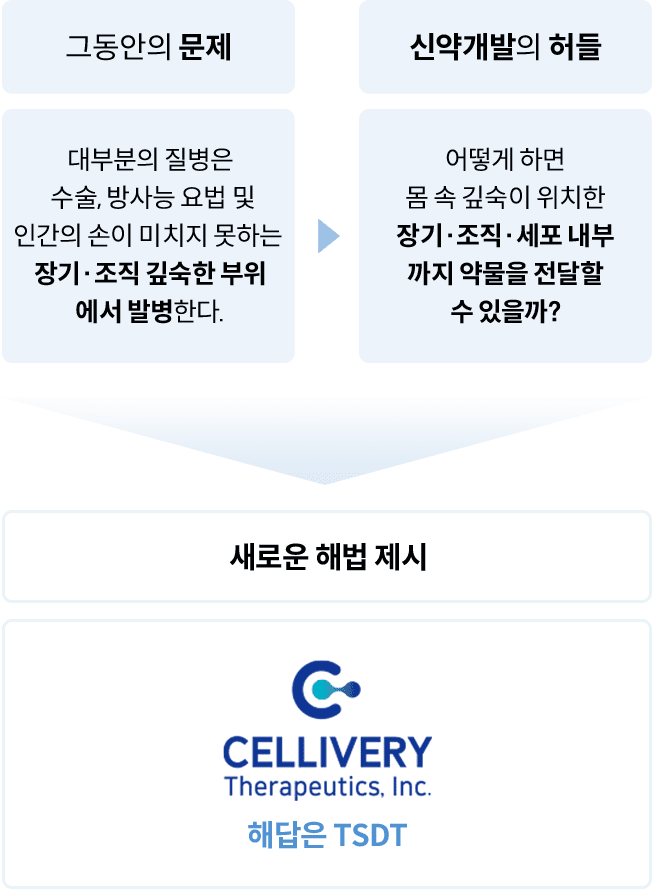 그동안의 문제
대부분의 질병은
수술, 방사능 요법 및
인간의 손이 미치지 못하는
장기·조직 깊숙한 부위
에서 발병한다.
신약개발의 허들
어떻게 하면
몸 속 깊숙이 위치한
장기·조직·세포 내부
까지 약물을 전달할
수 있을까?
새로운 해법 제시
CELLIVERY
Therapeutics, Inc.
해답은 TSDT